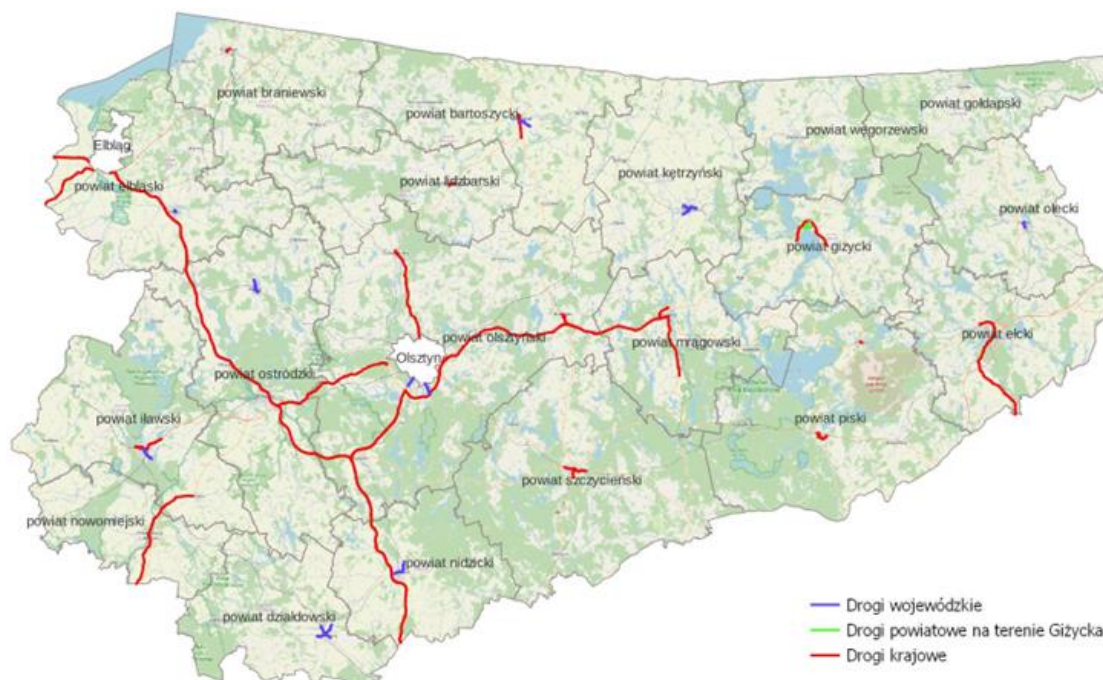 powiat braniewski
powiat bartoszycki
powiat gołdapski
powiat węgorzewski
Elbląg
powiat elbląski
powiat lidzbarski
powiat kętrzyński
powiat olecki
powiat giżycki
powiat olsztyński
powiat mrągowski
powiat ełcki
Olsztyn
powiat ostródzki
powiat iławski
powiat piski
powiat szczycieński
powiat nowomiejski
powiat nidzicki
powiat działdowski
Drogi wojewódzkie
Drogi powiatowe na terenie Giżycka
Drogi krajowe